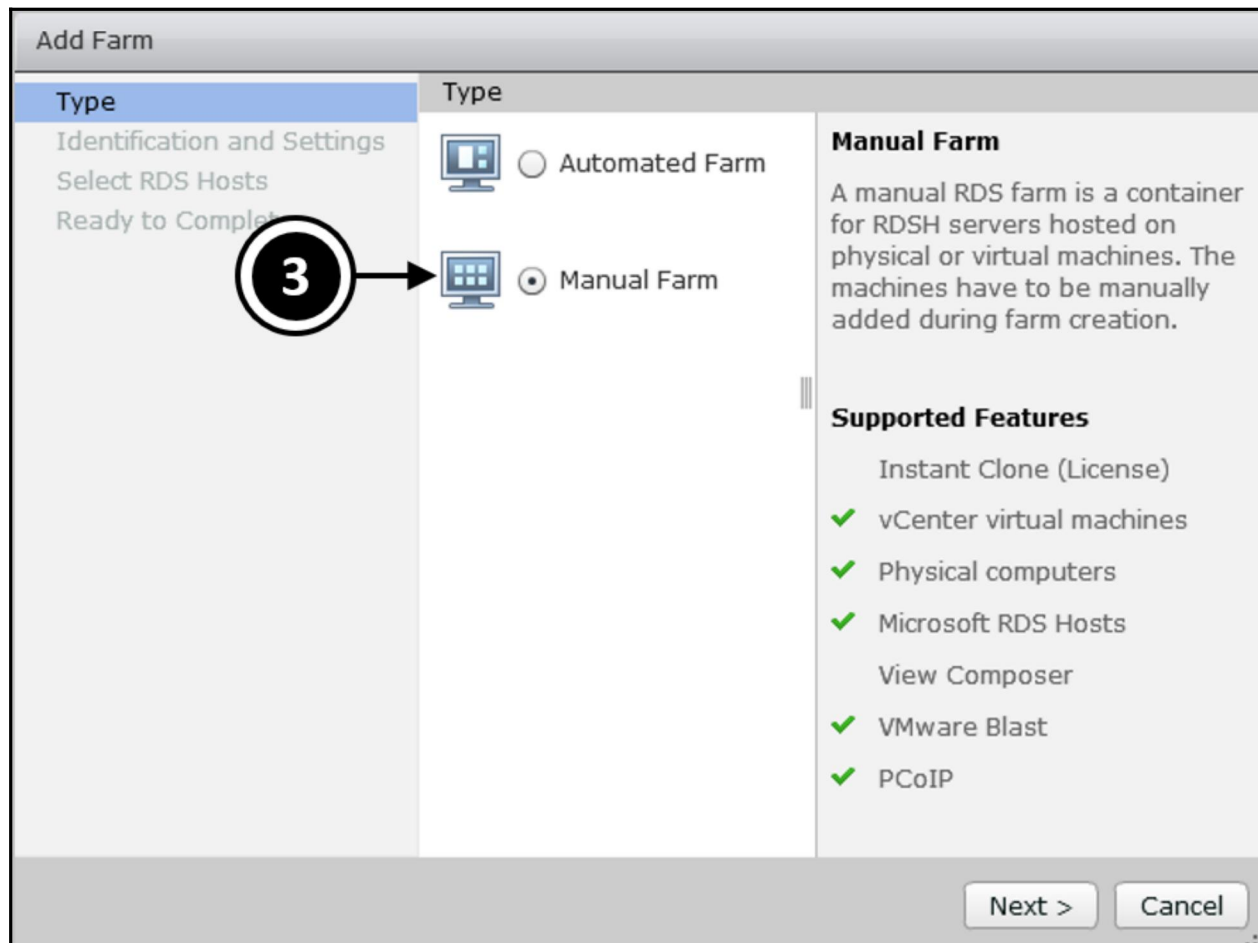 Add Farm
Type
Identification and Settings
Select RDS Hosts
Ready to
3
Type
Automated Farm
Manual Farm
Manual Farm
A manual RDS farm is a container
for RDSH servers hosted on
physical or virtual machines. The
machines have to be manually
added during farm creation.
Supported Features
Instant Clone (License)
vCenter virtual machines
Physical computers
Microsoft RDS Hosts
View Composer
VMware Blast
PCoIP
Next >
Cancel